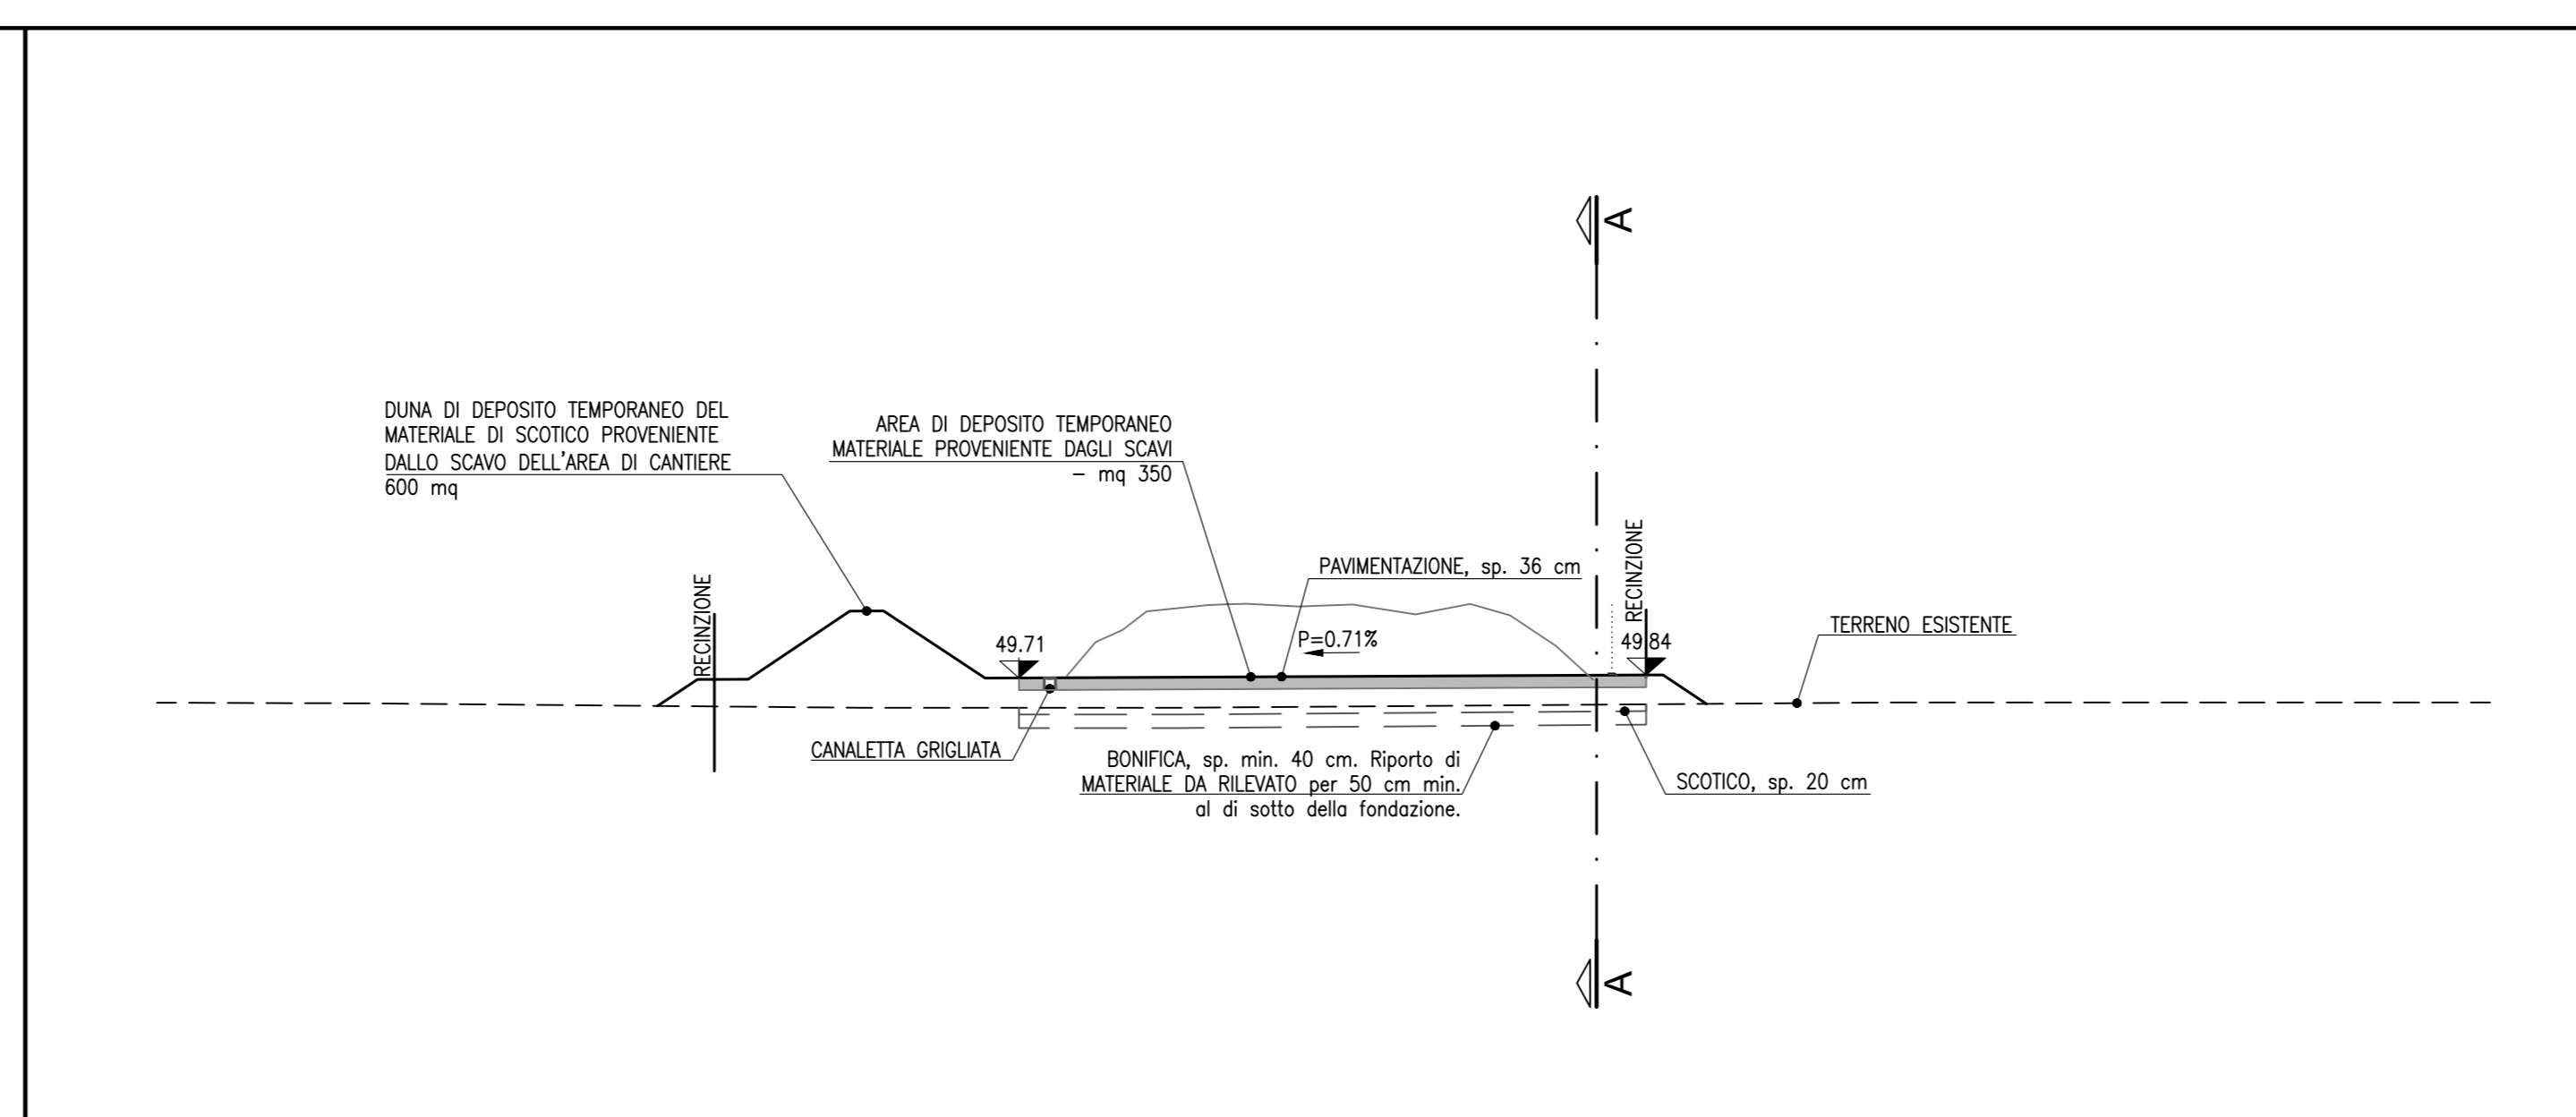 A
DUNA DI DEPOSITO TEMPORANEO DEL
MATERIALE DI SCOTICO PROVENIENTE
DALLO SCAVO DELL'AREA DI CANTIERE
600 mq
AREA DI DEPOSITO TEMPORANEO
MATERIALE PROVENIENTE DAGLI SCAVI
– mq 350
PAVIMENTAZIONE, sp. 36 cm
RECINZIONE
RECINZIONE
TERRENO ESISTENTE
49.71
P=0.71%
49.84
CANALETTA GRIGLIATA
BONIFICA, sp. min. 40 cm. Riporto di
MATERIALE DA RILEVATO per 50 cm min.
al di sotto della fondazione.
SCOTICO, sp. 20 cm
A